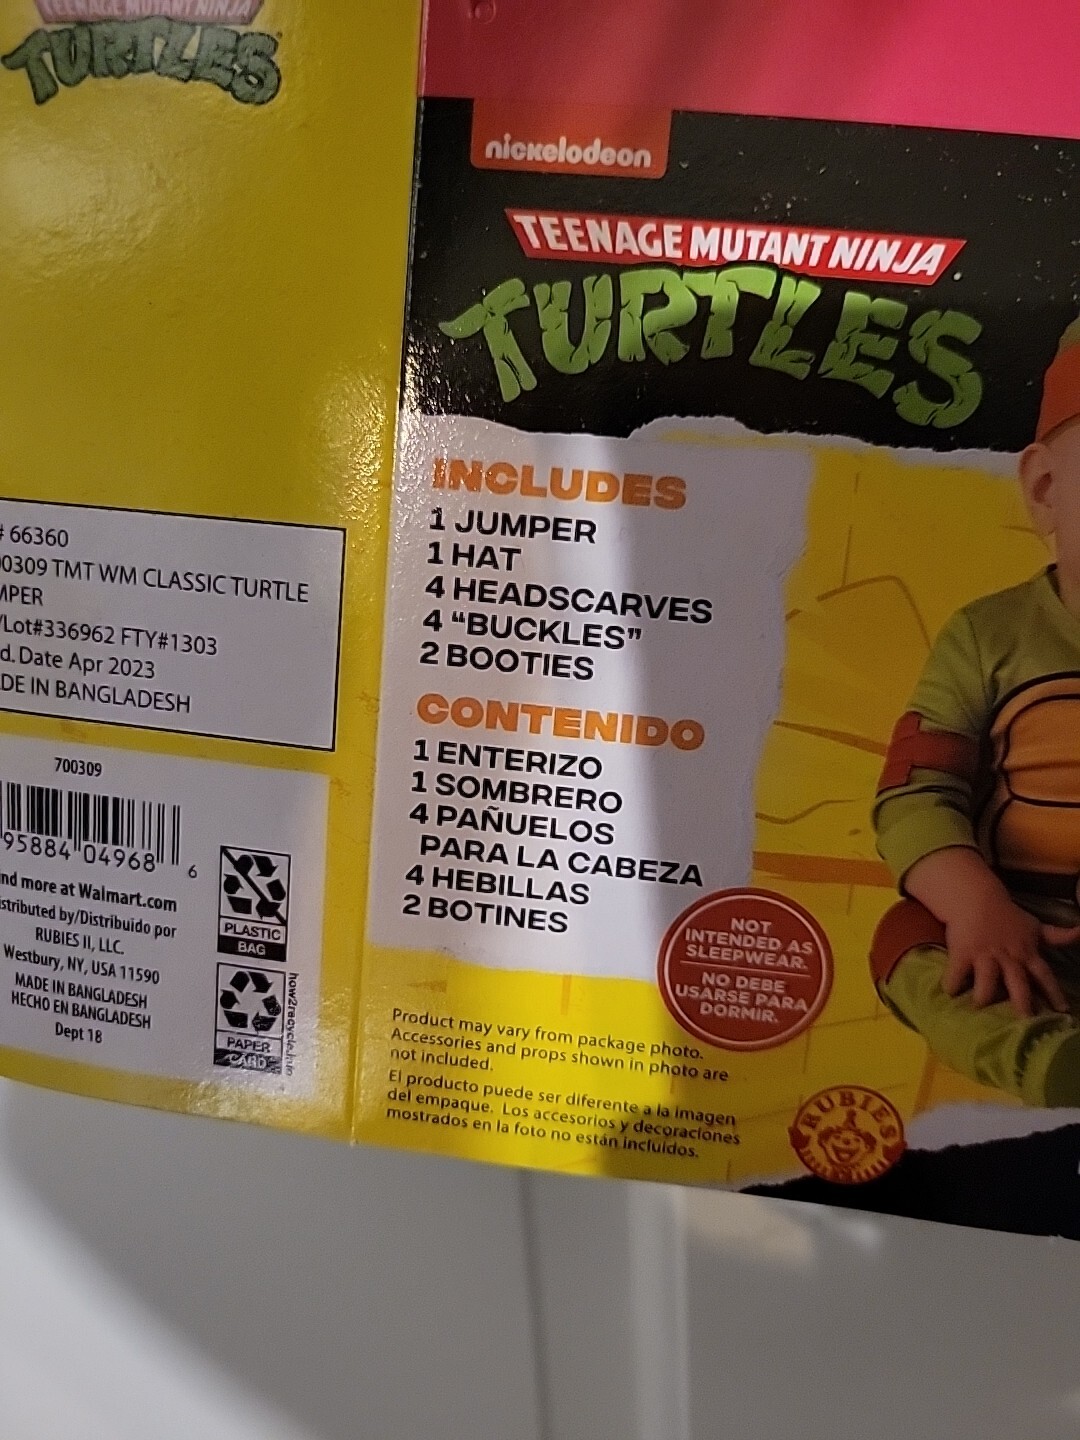 TEENAGE MUTANT NINJA
TURTLES
# 66360
00309 TMT WM CLASSIC TURTLE
MPER
/Lot#336962 FTY#1303
d. Date Apr 2023
DE IN BANGLADESH
700309
95884 04968 6
nd more at Walmart.com
istributed by/Distribuido por
RUBIES II, LLC.
Westbury, NY, USA 11590
MADE IN BANGLADESH
HECHO EN BANGLADESH
Dept 18
PLASTIC
BAG
PAPER
CARD
how2recycle.info
nickelodeon
TEENAGE MUTANT NINJA
TURTLES
INCLUDES
1 JUMPER
1 HAT
4 HEADSCARVES
4 “BUCKLES”
2 BOOTIES
CONTENIDO
1 ENTERIZO
1 SOMBRERO
4 PAÑUELOS
PARA LA CABEZA
4 HEBILLAS
2 BOTINES
NOT
INTENDED AS
SLEEPWEAR.
NO DEBE
USARSE PARA
DORMIR.
Product may vary from package photo.
Accessories and props shown in photo are
not included.
El producto puede ser diferente a la imagen
del empaque. Los accesorios y decoraciones
mostrados en la foto no están incluidos.
RUBIES